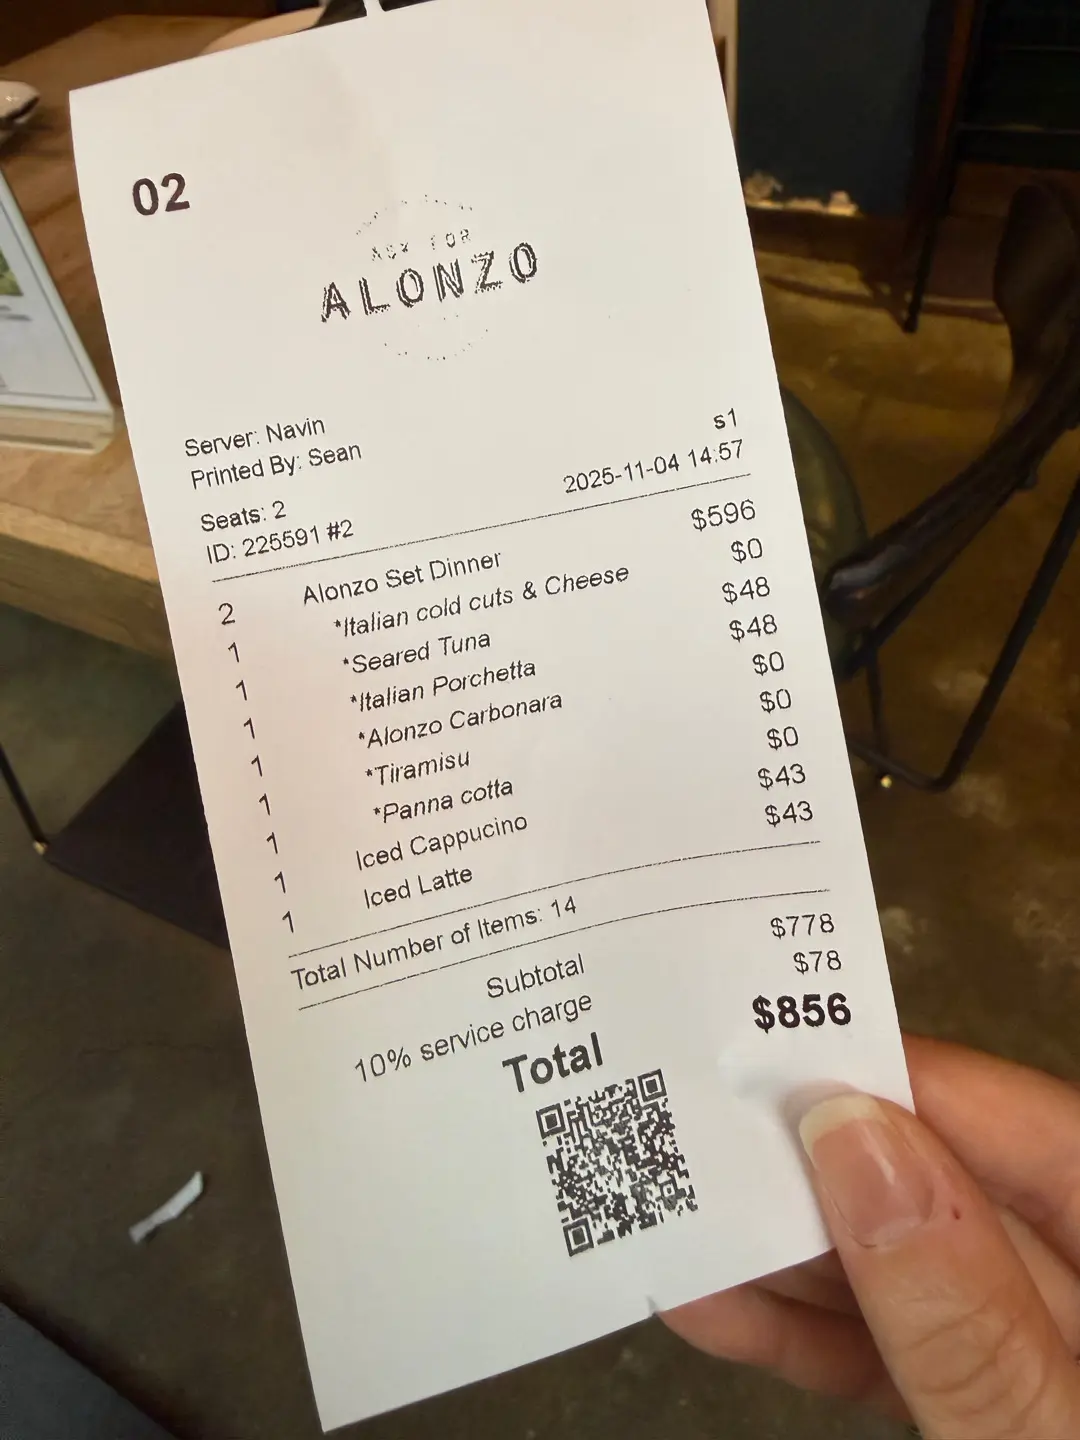 02
ASK FOR
ALONZO
Server: Navin
Printed By: Sean s1
Seats: 2 2025-11-04 14:57
ID: 225591 #2
2 Alonzo Set Dinner $596
1 *Italian cold cuts & Cheese $0
1 *Seared Tuna $48
1 *Italian Porchetta $48
1 *Alonzo Carbonara $0
1 *Tiramisu $0
1 *Panna cotta $0
1 Iced Cappucino $43
1 Iced Latte $43
Total Number of Items: 14
Subtotal $778
10% service charge $78
Total $856